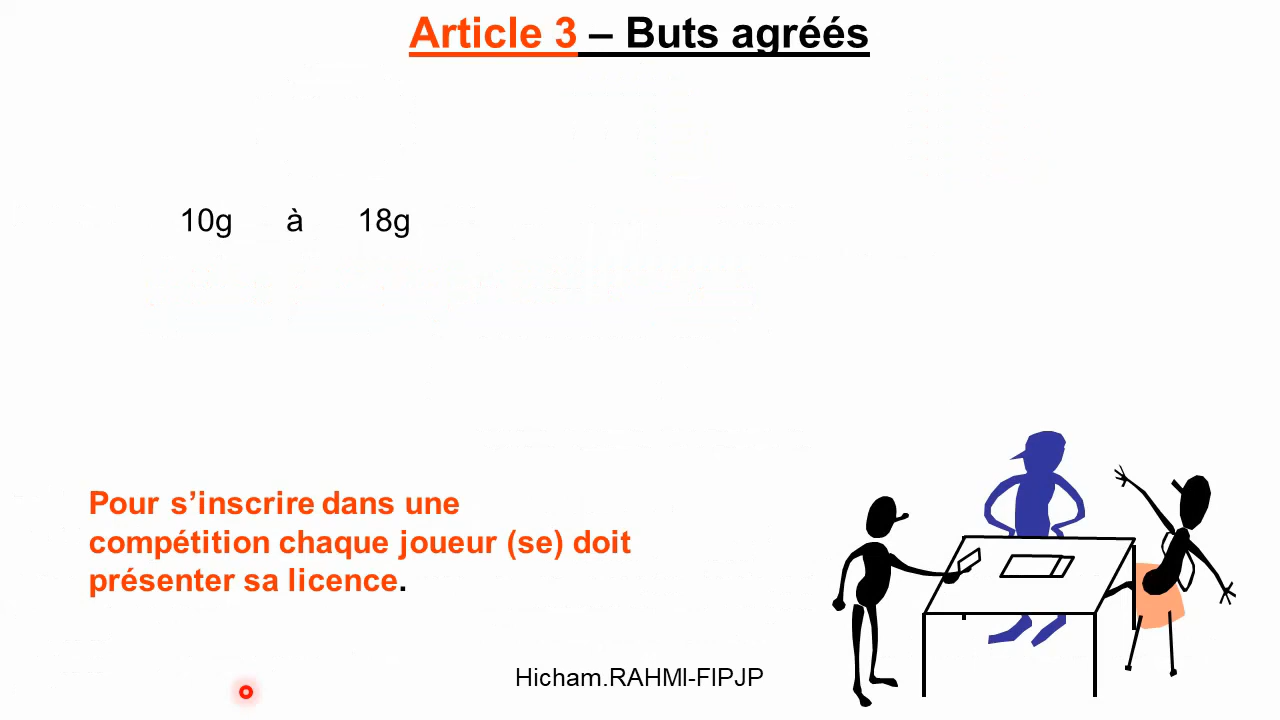 Article 3 – Buts agréés
10g à 18g
Pour s’inscrire dans une
compétition chaque joueur (se) doit
présenter sa licence.
Hicham.RAHMI-FIPJP